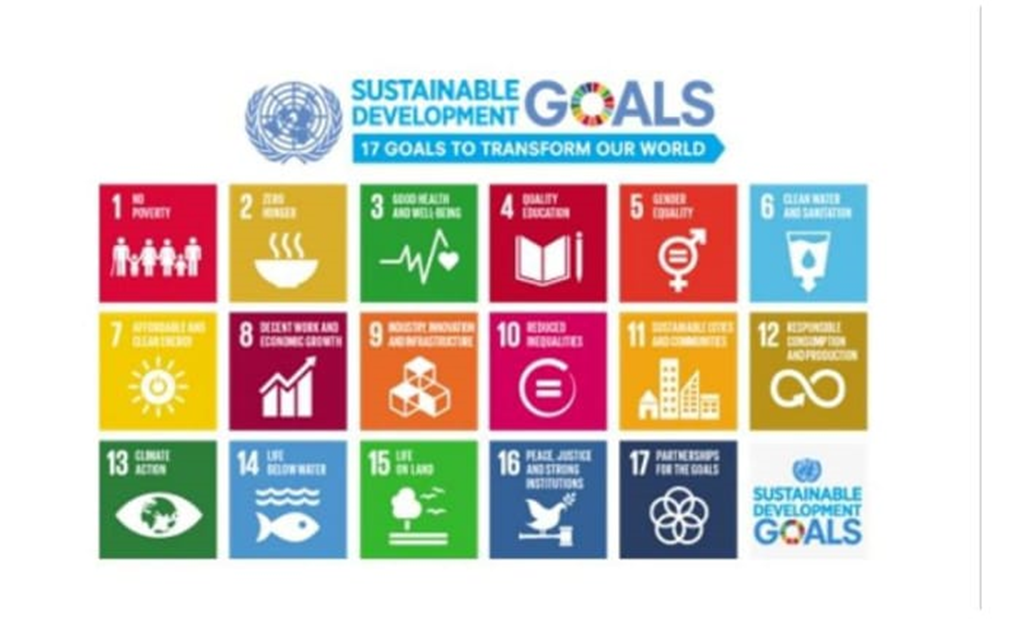 SUSTAINABLE
DEVELOPMENT
GOALS
17 GOALS TO TRANSFORM OUR WORLD
1 NO
POVERTY
2 ZERO
HUNGER
3 GOOD HEALTH
AND WELL-BEING
4 QUALITY
EDUCATION
5 GENDER
EQUALITY
6 CLEAN WATER
AND SANITATION
7 AFFORDABLE AND
CLEAN ENERGY
8 DECENT WORK AND
ECONOMIC GROWTH
9 INDUSTRY, INNOVATION
AND INFRASTRUCTURE
10 REDUCED
INEQUALITIES
11 SUSTAINABLE CITIES
AND COMMUNITIES
12 RESPONSIBLE
CONSUMPTION
AND PRODUCTION
13 CLIMATE
ACTION
14 LIFE
BELOW WATER
15 LIFE
ON LAND
16 PEACE, JUSTICE
AND STRONG
INSTITUTIONS
17 PARTNERSHIPS
FOR THE GOALS
SUSTAINABLE
DEVELOPMENT
GOALS